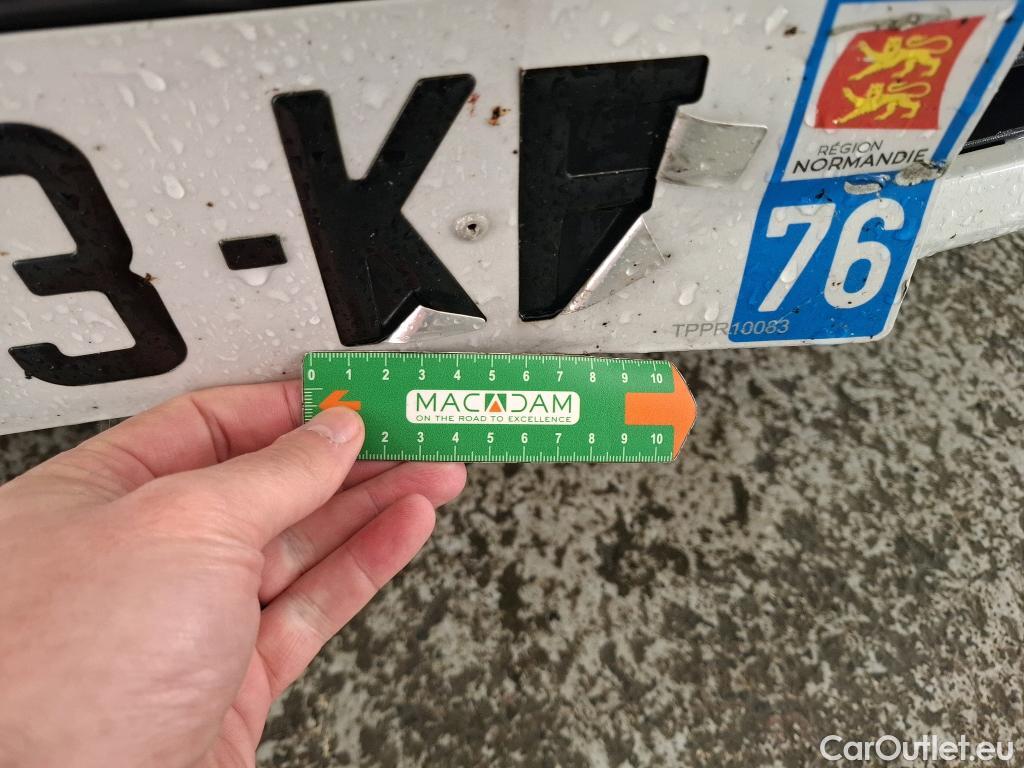 3-K
RÉGION
NORMANDIE
76
TPPR10083
0 1 2 3 4 5 6 7 8 9 10
MACADAM
ON THE ROAD TO EXCELLENCE
2 3 4 5 6 7 8 9 10
CarOutlet.eu